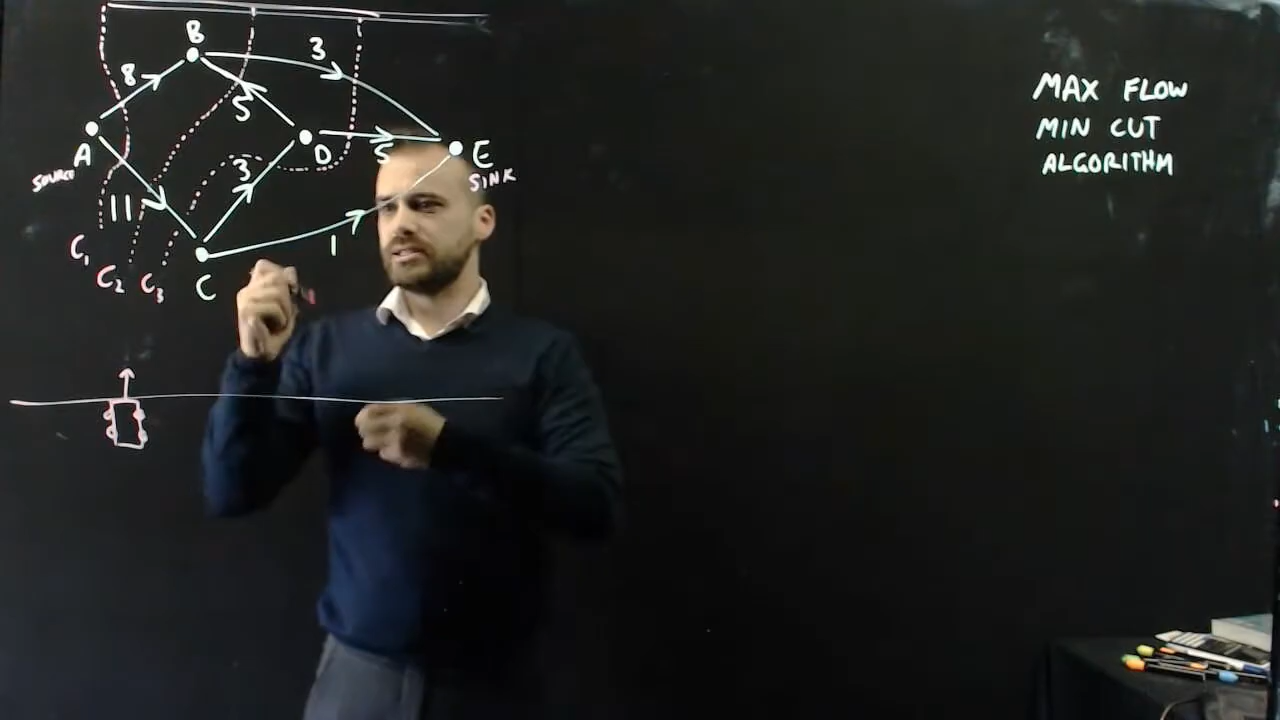 B
3
8
5
A
D
5
E
SOURCE
SINK
3
11
1
C₁
C₂
C₃
C
MAX FLOW
MIN CUT
ALGORITHM